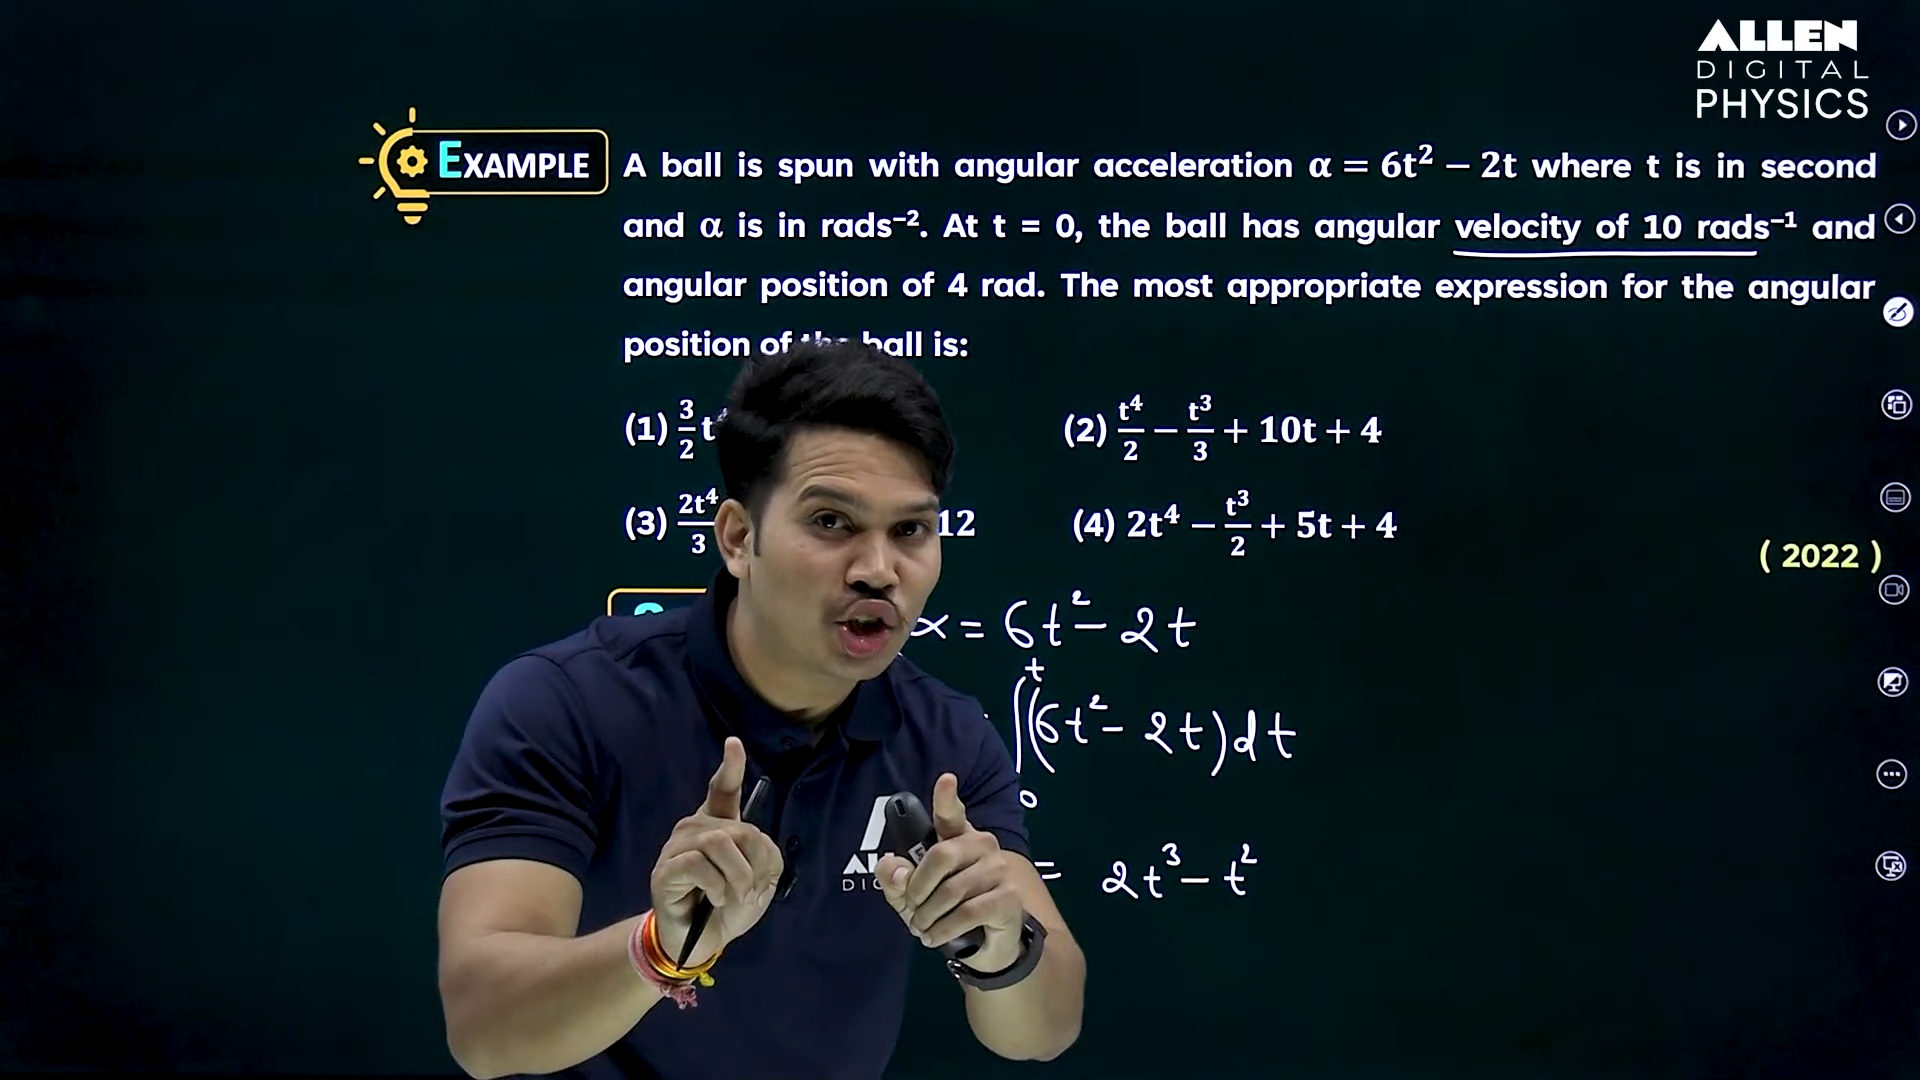 ALLEN
DIGITAL
PHYSICS
EXAMPLE
A ball is spun with angular acceleration α = 6t² − 2t where t is in second
and α is in rads⁻². At t = 0, the ball has angular velocity of 10 rads⁻¹ and
angular position of 4 rad. The most appropriate expression for the angular
position of the ball is:
(1) 3/2 t
(2) t⁴/2 − t³/3 + 10t + 4
(3) 2t⁴/3 12
(4) 2t⁴ − t³/2 + 5t + 4
( 2022 )
α = 6t² − 2t
∫₀ᵗ (6t² − 2t) dt
= 2t³ − t²